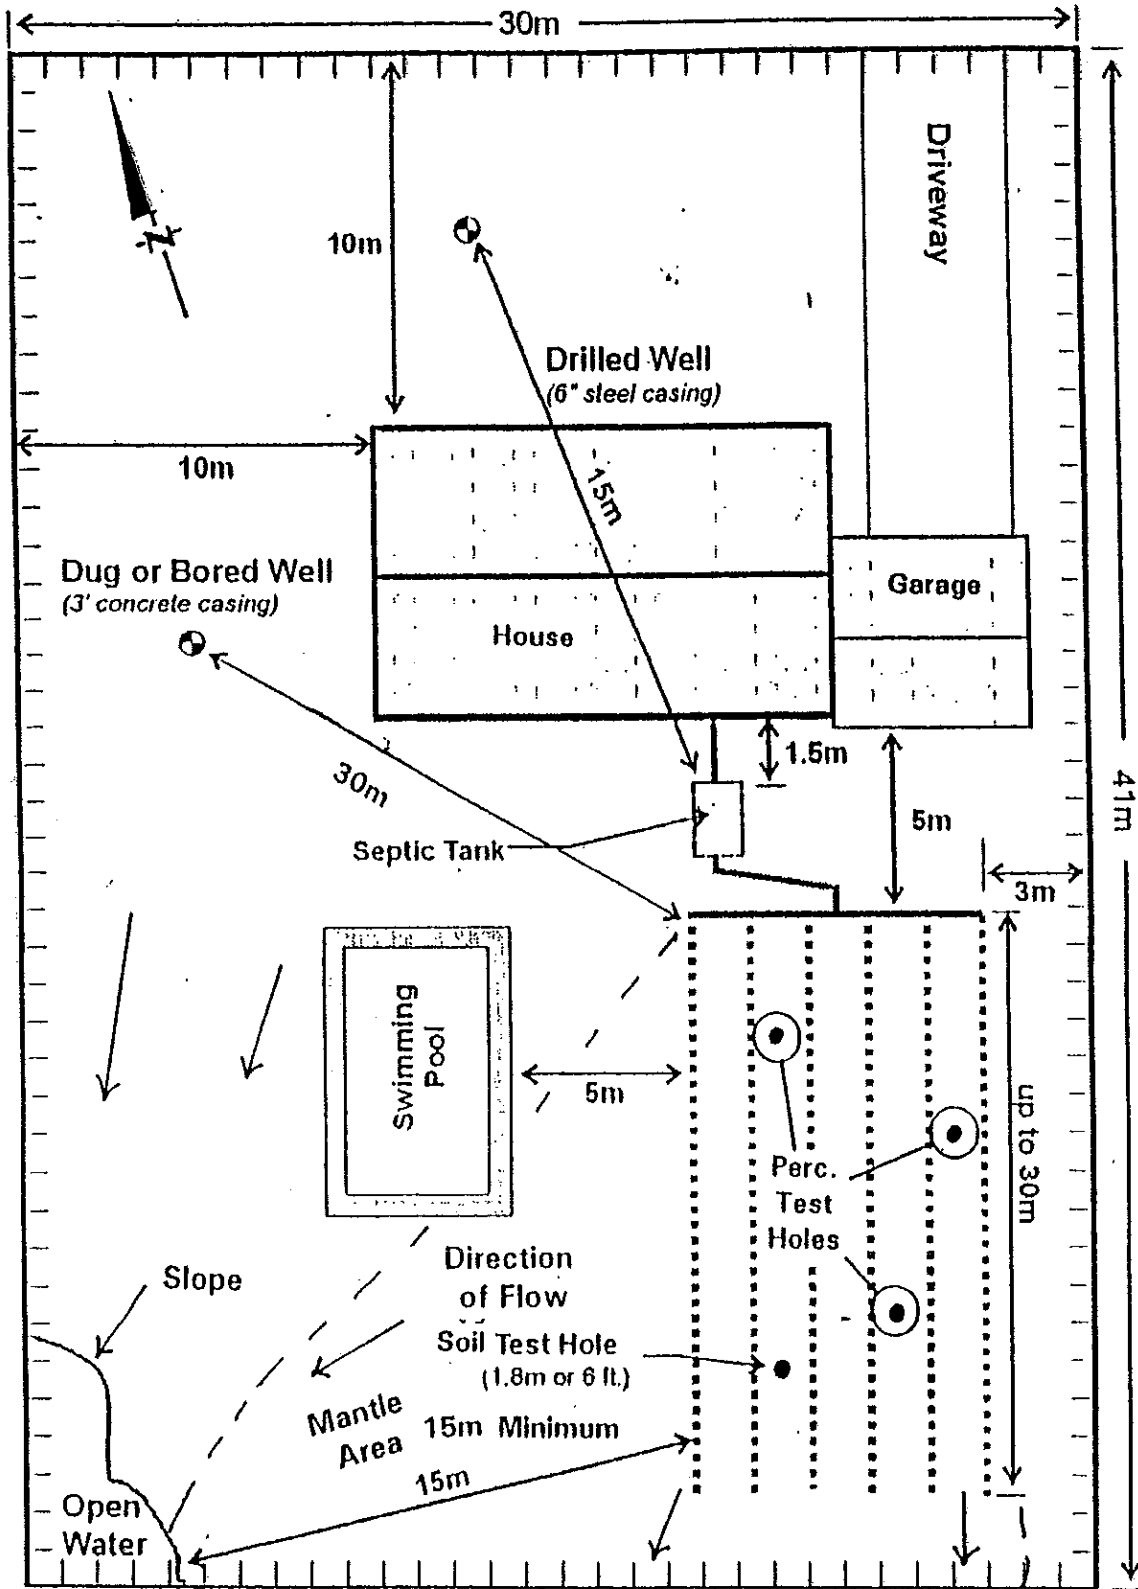 30m
Driveway
N
10m
Drilled Well
(6" steel casing)
10m
15m
Dug or Bored Well
(3' concrete casing)
Garage
House
1.5m
30m
41m
5m
Septic Tank
3m
Swimming
Pool
5m
up to 30m
Perc.
Test
Holes
Direction
of Flow
Slope
Soil Test Hole
(1.8m or 6 ft.)
Mantle
Area
15m Minimum
15m
Open
Water